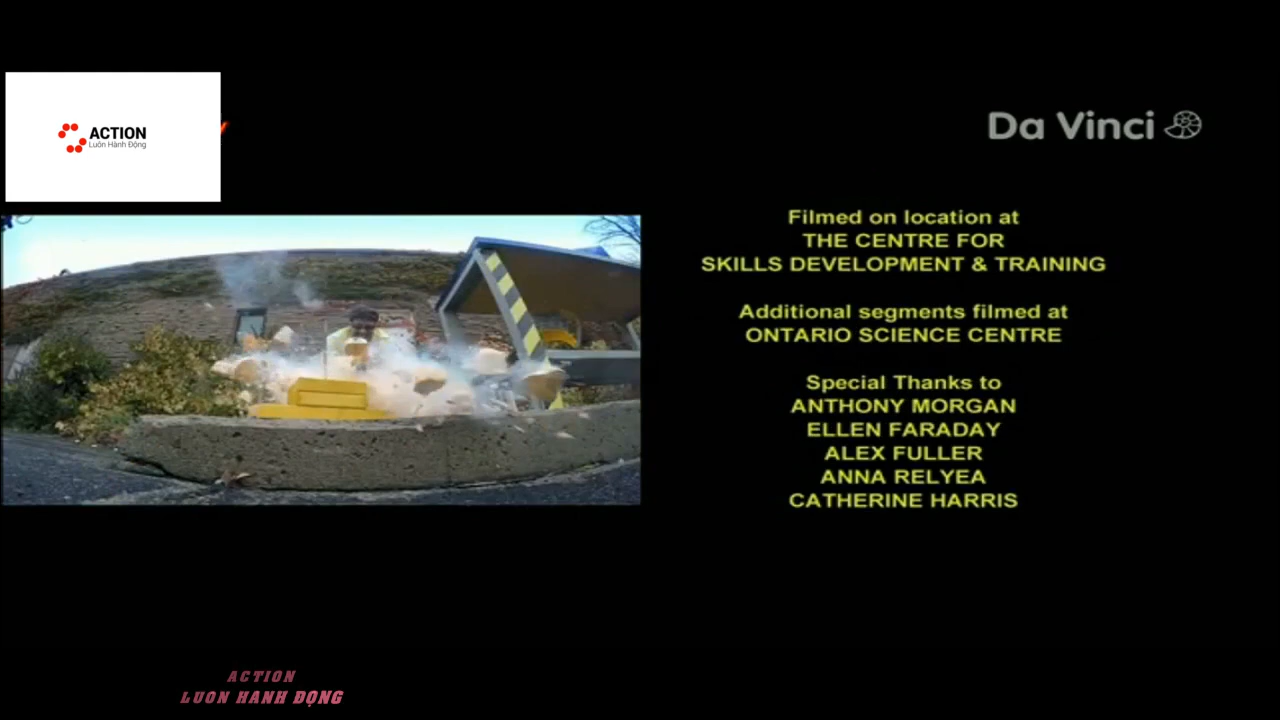 ACTION
Luôn Hành Động
Da Vinci
Filmed on location at
THE CENTRE FOR
SKILLS DEVELOPMENT & TRAINING
Additional segments filmed at
ONTARIO SCIENCE CENTRE
Special Thanks to
ANTHONY MORGAN
ELLEN FARADAY
ALEX FULLER
ANNA RELYEA
CATHERINE HARRIS
ACTION
LUON HANH ĐỌNG